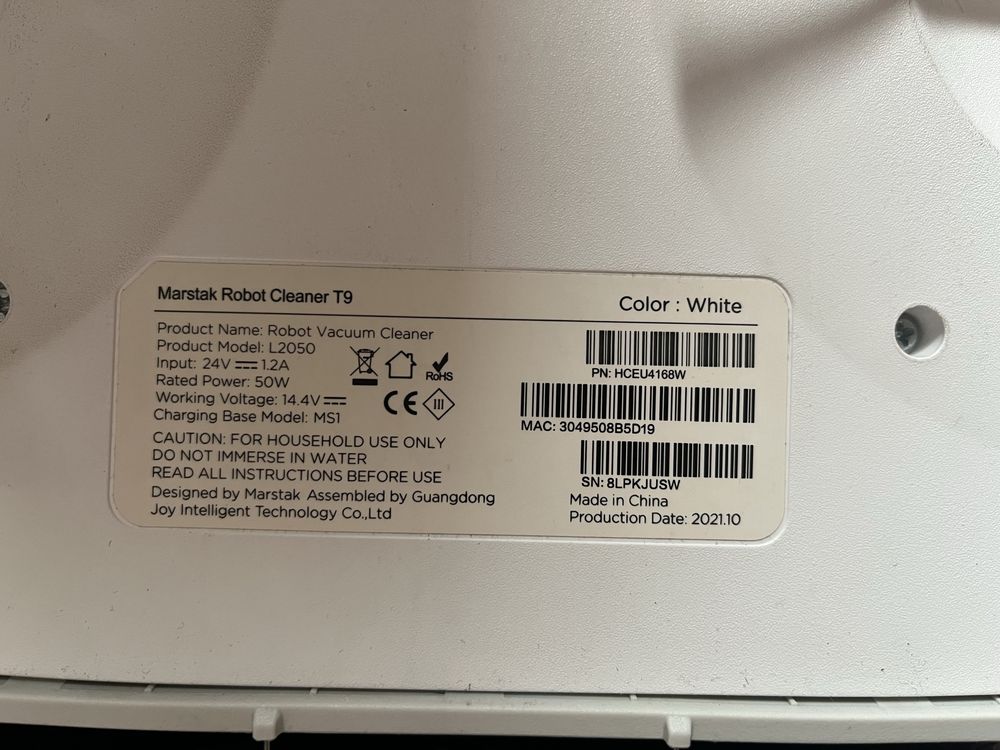 Marstak Robot Cleaner T9
Color : White
Product Name: Robot Vacuum Cleaner
Product Model: L2050
Input: 24V 1.2A
Rated Power: 50W
Working Voltage: 14.4V
Charging Base Model: MS1
RoHS
CE
III
CAUTION: FOR HOUSEHOLD USE ONLY
DO NOT IMMERSE IN WATER
READ ALL INSTRUCTIONS BEFORE USE
Designed by Marstak Assembled by Guangdong
Joy Intelligent Technology Co.,Ltd
PN: HCEU4168W
MAC: 3049508B5D19
SN: 8LPKJUSW
Made in China
Production Date: 2021.10